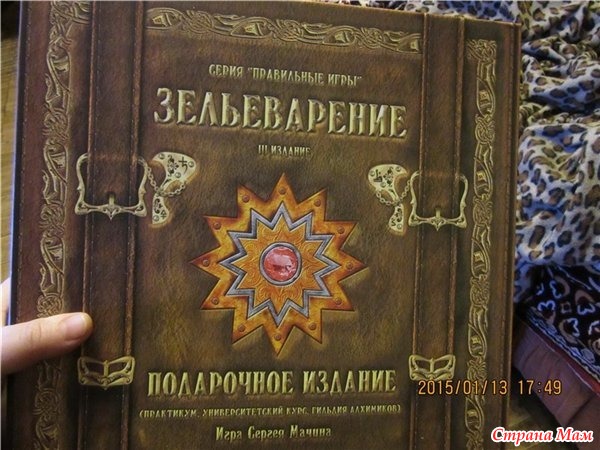 СЕРИЯ "ПРАВИЛЬНЫЕ ИГРЫ"
ЗЕЛЬЕВАРЕНИЕ
III ИЗДАНИЕ
ПОДАРОЧНОЕ ИЗДАНИЕ
(ПРАКТИКУМ, УНИВЕРСИТЕТСКИЙ КУРС, ГИЛЬДИЯ АЛХИМИКОВ)
Игра Сергея Мачина
2015/01/13 17:49
Страна Мам